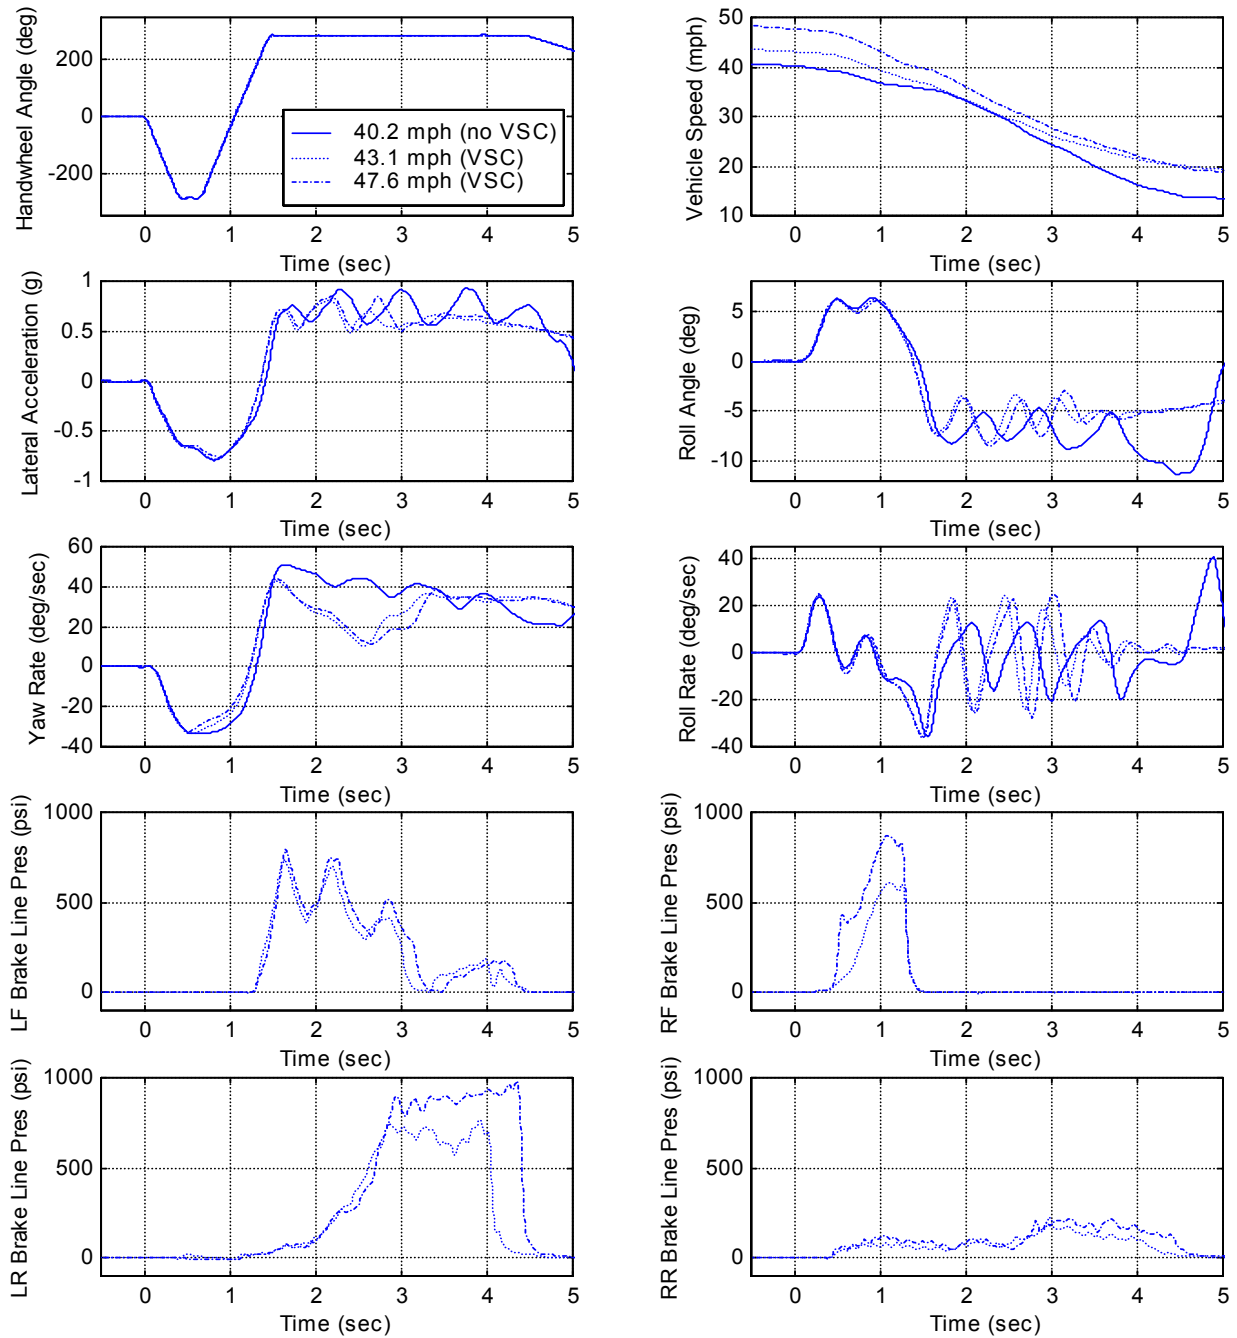 Handwheel Angle (deg)
200
0
-200
0 1 2 3 4 5
Time (sec)
40.2 mph (no VSC)
43.1 mph (VSC)
47.6 mph (VSC)
Vehicle Speed (mph)
50
40
30
20
10
0 1 2 3 4 5
Time (sec)
Lateral Acceleration (g)
1
0.5
0
-0.5
-1
0 1 2 3 4 5
Time (sec)
Roll Angle (deg)
5
0
-5
-10
0 1 2 3 4 5
Time (sec)
Yaw Rate (deg/sec)
60
40
20
0
-20
-40
0 1 2 3 4 5
Time (sec)
Roll Rate (deg/sec)
40
20
0
-20
-40
0 1 2 3 4 5
Time (sec)
LF Brake Line Pres (psi)
1000
500
0
0 1 2 3 4 5
Time (sec)
RF Brake Line Pres (psi)
1000
500
0
0 1 2 3 4 5
Time (sec)
LR Brake Line Pres (psi)
1000
500
0
0 1 2 3 4 5
Time (sec)
RR Brake Line Pres (psi)
1000
500
0
0 1 2 3 4 5
Time (sec)